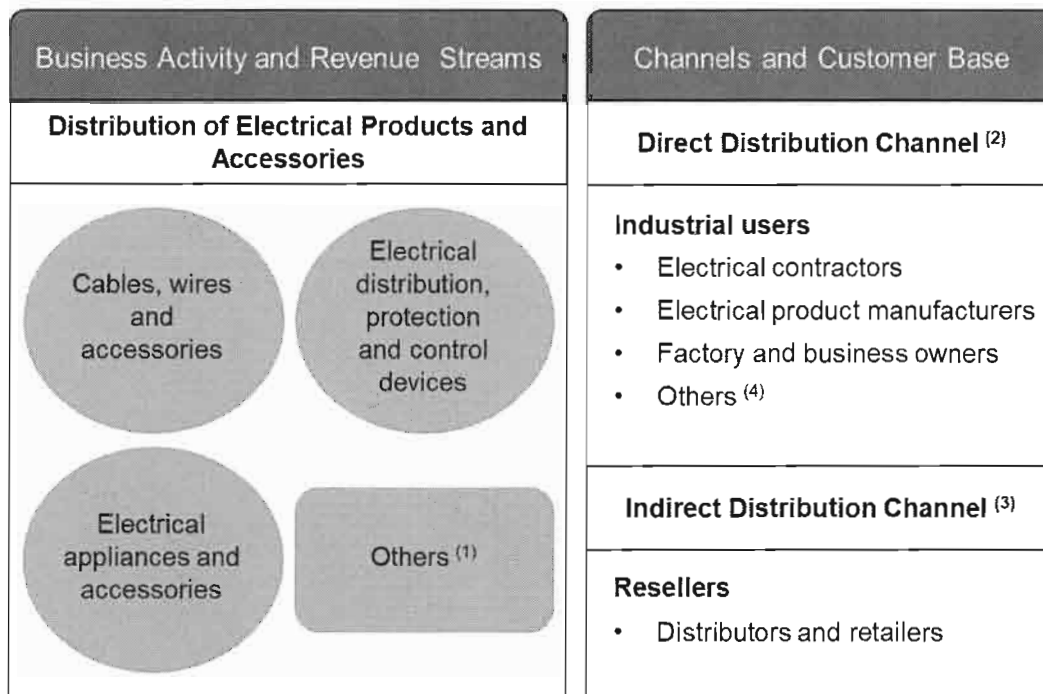 Business Activity and Revenue Streams
Distribution of Electrical Products and
Accessories
Cables, wires
and
accessories
Electrical
distribution,
protection
and control
devices
Electrical
appliances and
accessories
Others (1)
Channels and Customer Base
Direct Distribution Channel (2)
Industrial users
• Electrical contractors
• Electrical product manufacturers
• Factory and business owners
• Others (4)
Indirect Distribution Channel (3)
Resellers
• Distributors and retailers